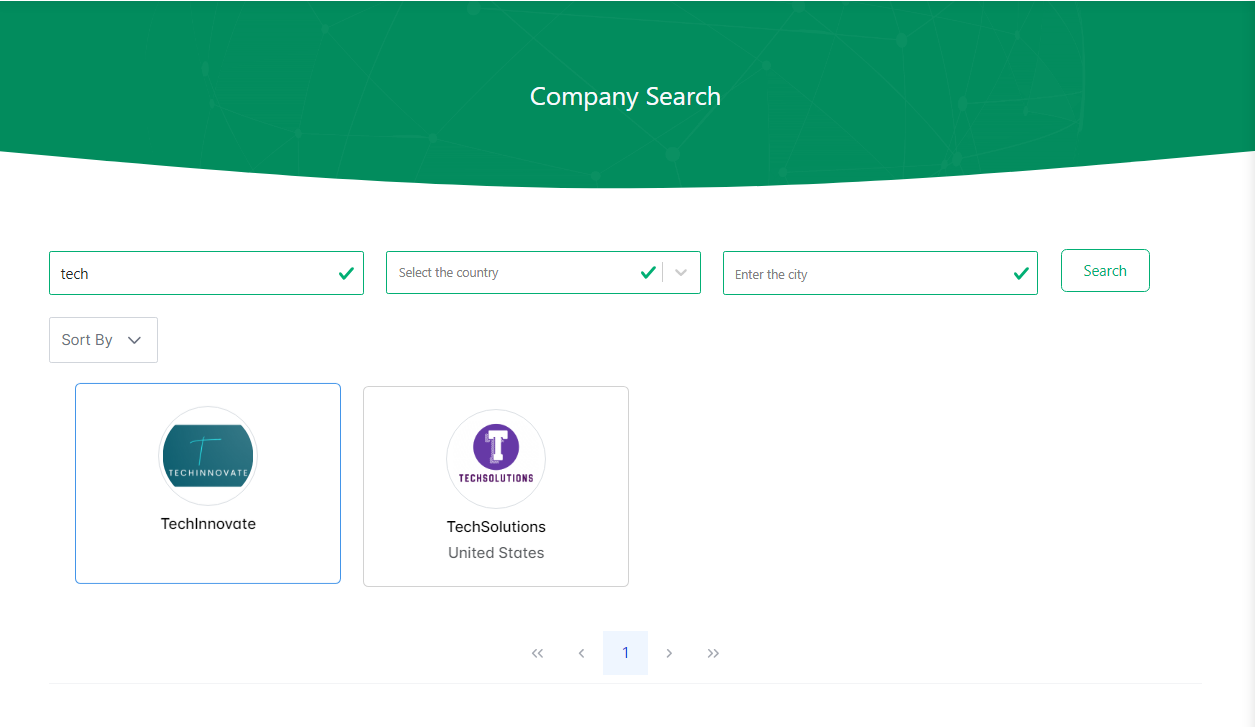 Company Search
tech
Select the country
Enter the city
Search
Sort By
T
TECHINNOVATE
TechInnovate
T
TECHSOLUTIONS
TechSolutions
United States
« ‹ 1 › »